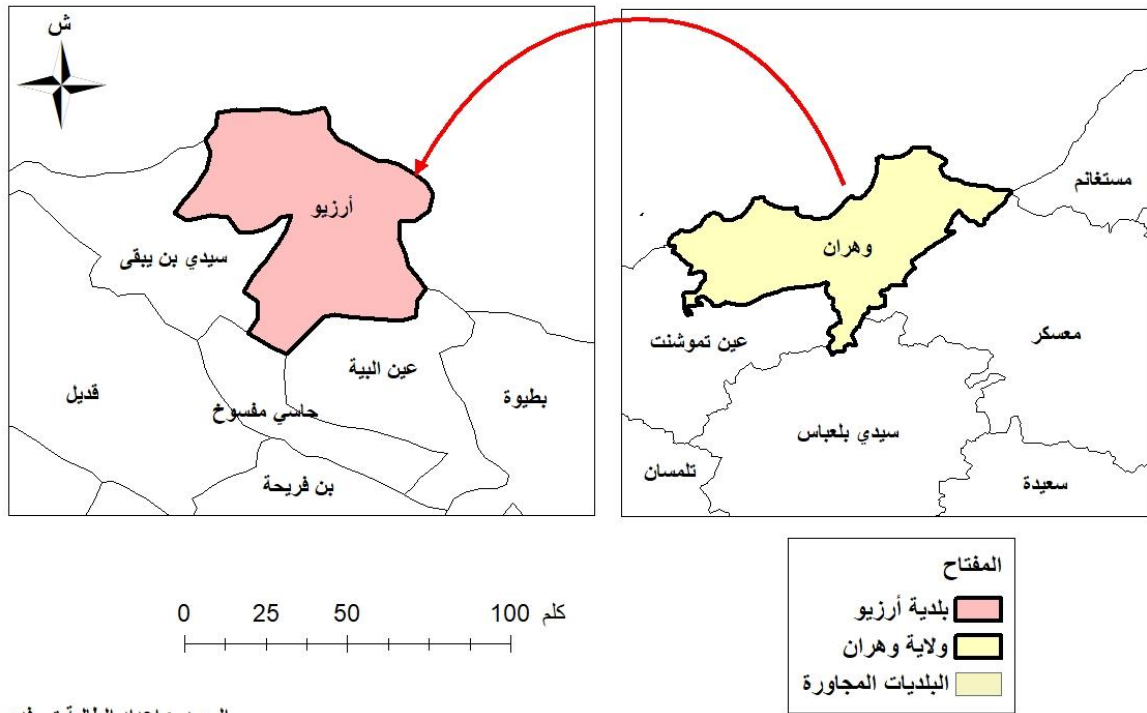 ش
أرزيو
سيدي بن يبقى
عين البية
بطيوة
قديل
حاسي مفسوخ
بن فريحة
مستغانم
وهران
معسكر
عين تموشنت
سيدي بلعباس
تلمسان
سعيدة
0 25 50 100 كلم
المفتاح
بلدية أرزيو
ولاية وهران
البلديات المجاورة